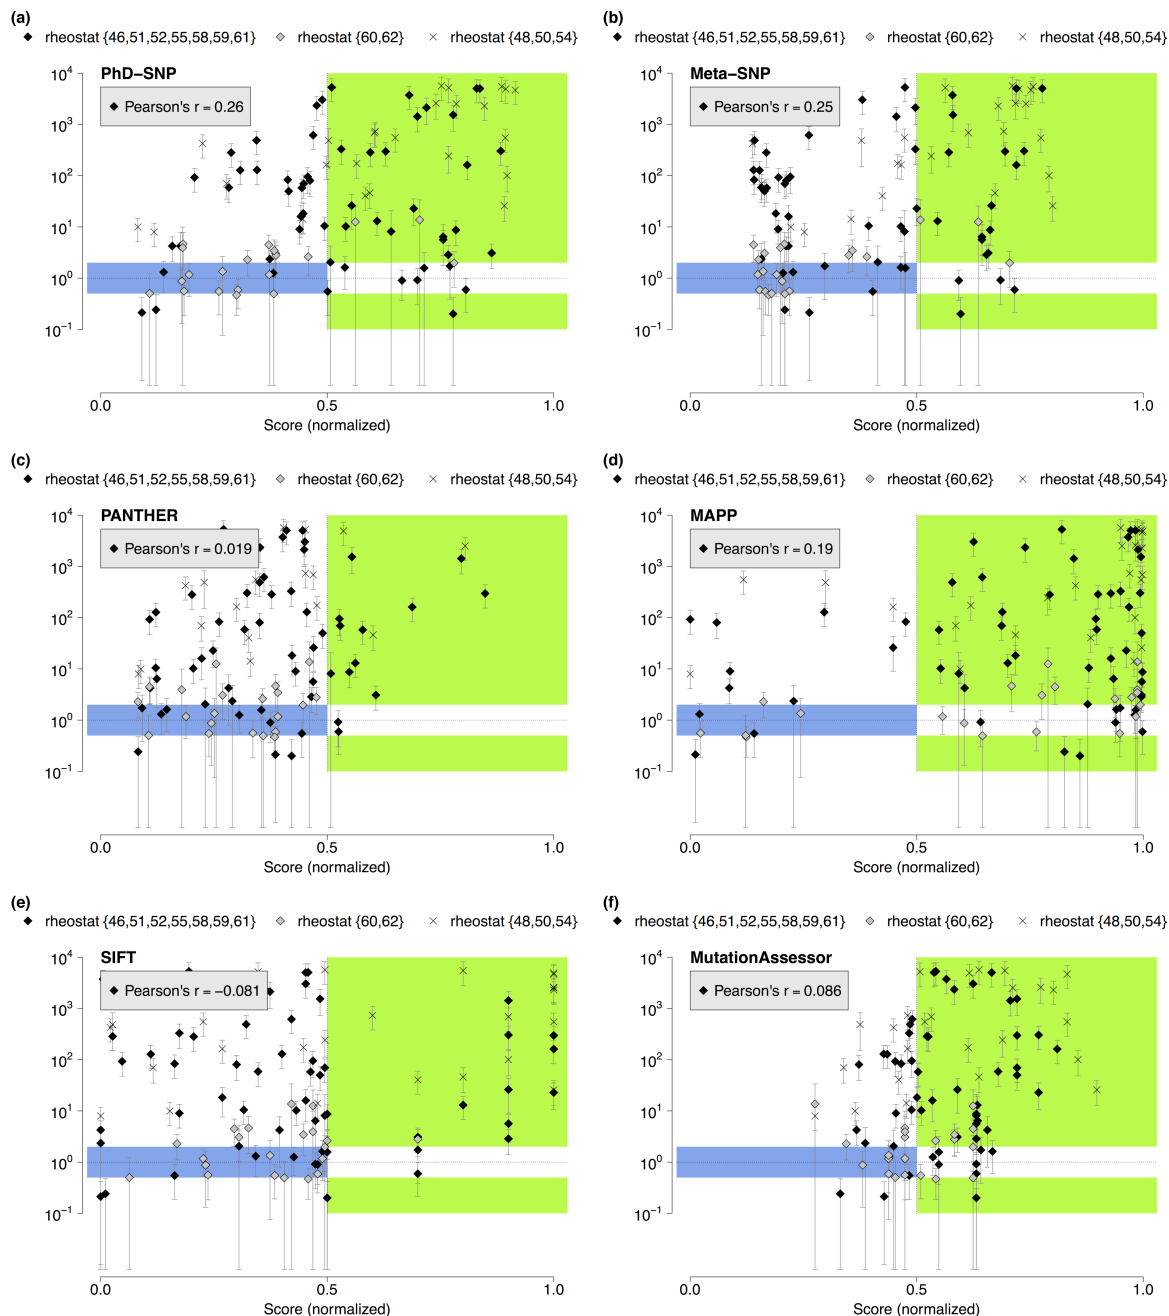 (a)
rheostat {46,51,52,55,58,59,61} rheostat {60,62} rheostat {48,50,54}
PhD−SNP
Pearson's r = 0.26
10^4
10^3
10^2
10^1
10^0
10^−1
0.0 0.5 1.0
Score (normalized)
(b)
rheostat {46,51,52,55,58,59,61} rheostat {60,62} rheostat {48,50,54}
Meta−SNP
Pearson's r = 0.25
10^4
10^3
10^2
10^1
10^0
10^−1
0.0 0.5 1.0
Score (normalized)
(c)
rheostat {46,51,52,55,58,59,61} rheostat {60,62} rheostat {48,50,54}
PANTHER
Pearson's r = 0.019
10^4
10^3
10^2
10^1
10^0
10^−1
0.0 0.5 1.0
Score (normalized)
(d)
rheostat {46,51,52,55,58,59,61} rheostat {60,62} rheostat {48,50,54}
MAPP
Pearson's r = 0.19
10^4
10^3
10^2
10^1
10^0
10^−1
0.0 0.5 1.0
Score (normalized)
(e)
rheostat {46,51,52,55,58,59,61} rheostat {60,62} rheostat {48,50,54}
SIFT
Pearson's r = −0.081
10^4
10^3
10^2
10^1
10^0
10^−1
0.0 0.5 1.0
Score (normalized)
(f)
rheostat {46,51,52,55,58,59,61} rheostat {60,62} rheostat {48,50,54}
MutationAssessor
Pearson's r = 0.086
10^4
10^3
10^2
10^1
10^0
10^−1
0.0 0.5 1.0
Score (normalized)